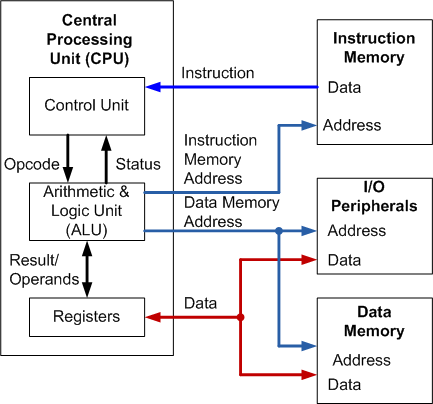 Central
Processing
Unit (CPU)
Control Unit
Opcode
Status
Arithmetic &
Logic Unit
(ALU)
Result/
Operands
Registers
Instruction
Instruction
Memory
Address
Data Memory
Address
Data
Instruction
Memory
Data
Address
I/O
Peripherals
Address
Data
Data
Memory
Address
Data